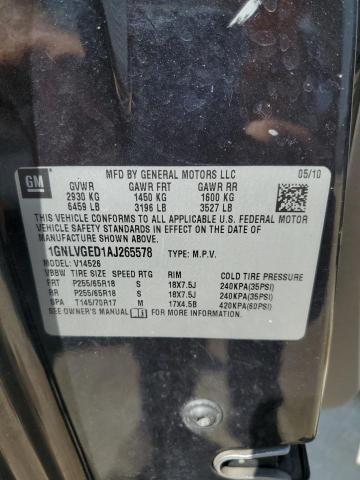 GM
MFD BY GENERAL MOTORS LLC 05/10
GVWR GAWR FRT GAWR RR
2930 KG 1450 KG 1600 KG
6459 LB 3196 LB 3527 LB
THIS VEHICLE CONFORMS TO ALL APPLICABLE U.S. FEDERAL MOTOR
VEHICLE SAFETY STANDARDS IN EFFECT ON THE DATE OF
MANUFACTURE SHOWN ABOVE.
1GNLVGED1AJ265578 TYPE: M.P.V.
MODEL: V14526
VBBW TIRE SIZE SPEED RTG RIM COLD TIRE PRESSURE
FRT P255/65R18 S 18X7.5J 240KPA(35PSI)
RR P255/65R18 S 18X7.5J 240KPA(35PSI)
SPA T145/70R17 M 17X4.5B 420KPA(60PSI)
SEE OWNER'S MANUAL FOR MORE INFORMATION.